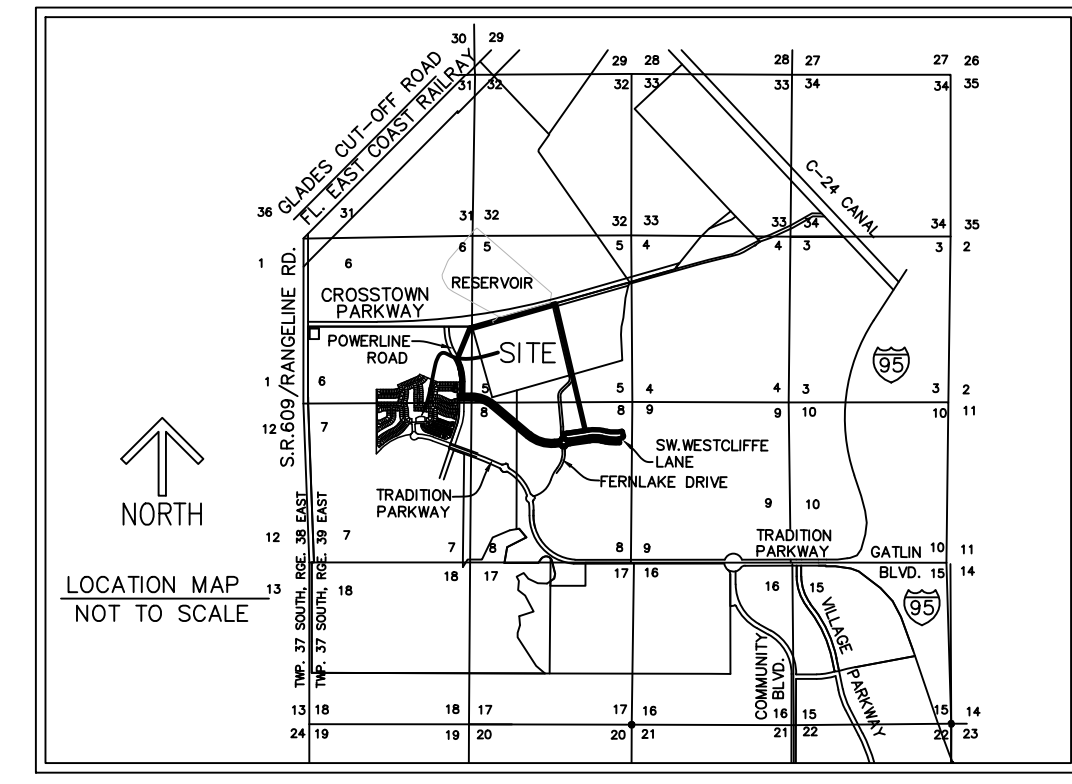 30 29
29 28
28 27
27 26
31 32
32 33
33 34
34 35
GLADES CUT-OFF ROAD
FL. EAST COAST RAILRAY
C-24 CANAL
36 31
31 32
32 33
33 34
34 35
1 6
6 5
5 4
4 3
3 2
RESERVOIR
CROSSTOWN
PARKWAY
S.R.609/RANGELINE RD.
POWERLINE
ROAD
SITE
95
1 6
5
5 4
4 3
3 2
12 7
8
8 9
9 10
10 11
SW.WESTCLIFFE
LANE
FERNLAKE DRIVE
TRADITION
PARKWAY
NORTH
9 10
12 7
7 8
8 9
TRADITION
PARKWAY
GATLIN
BLVD.
10 11
15 14
LOCATION MAP
NOT TO SCALE
13 18
18 17
17 16
16 15
95
TWP. 37 SOUTH, RGE. 38 EAST
TWP. 37 SOUTH, RGE. 39 EAST
VILLAGE
PARKWAY
COMMUNITY
BLVD.
13 18
18 17
17 16
16 15
15 14
24 19
19 20
20 21
21 22
22 23